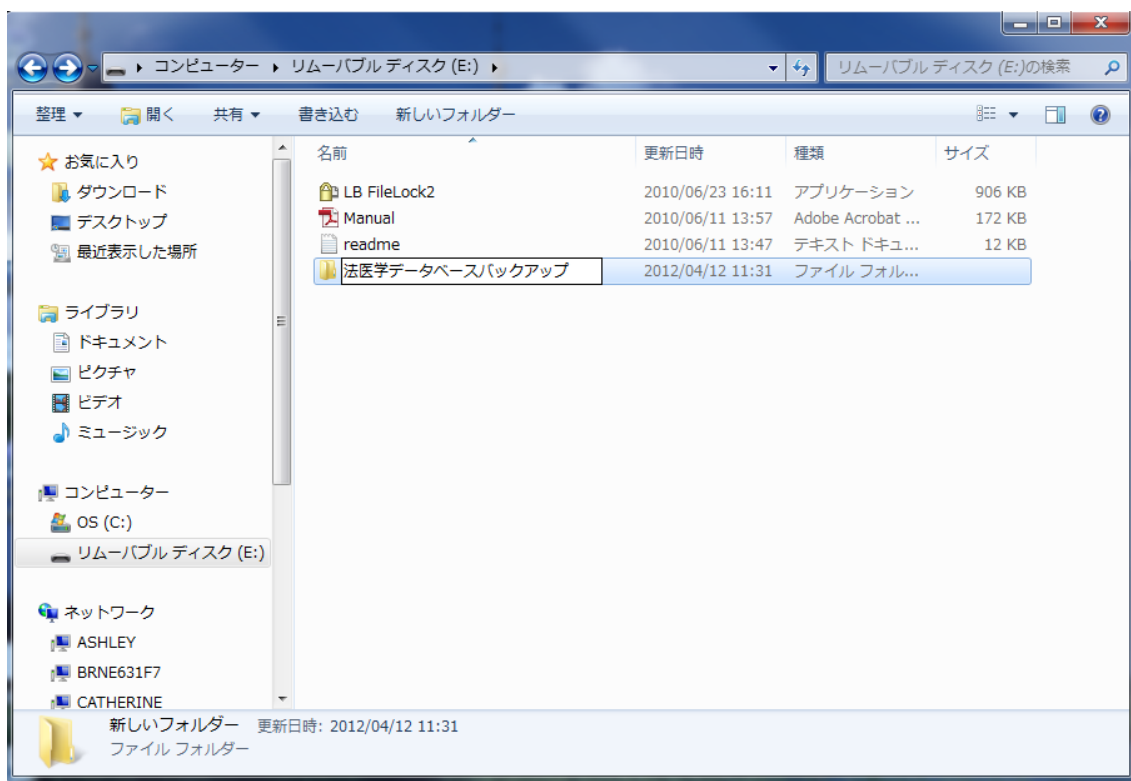 コンピューター ▸ リムーバブル ディスク (E:) ▸
リムーバブル ディスク (E:)の検索
整理 開く 共有 書き込む 新しいフォルダー
お気に入り
ダウンロード
デスクトップ
最近表示した場所
ライブラリ
ドキュメント
ピクチャ
ビデオ
ミュージック
コンピューター
OS (C:)
リムーバブル ディスク (E:)
ネットワーク
ASHLEY
BRNE631F7
CATHERINE
名前 更新日時 種類 サイズ
LB FileLock2 2010/06/23 16:11 アプリケーション 906 KB
Manual 2010/06/11 13:57 Adobe Acrobat ... 172 KB
readme 2010/06/11 13:47 テキスト ドキュ... 12 KB
法医学データベースバックアップ 2012/04/12 11:31 ファイル フォル...
新しいフォルダー 更新日時: 2012/04/12 11:31
ファイル フォルダー